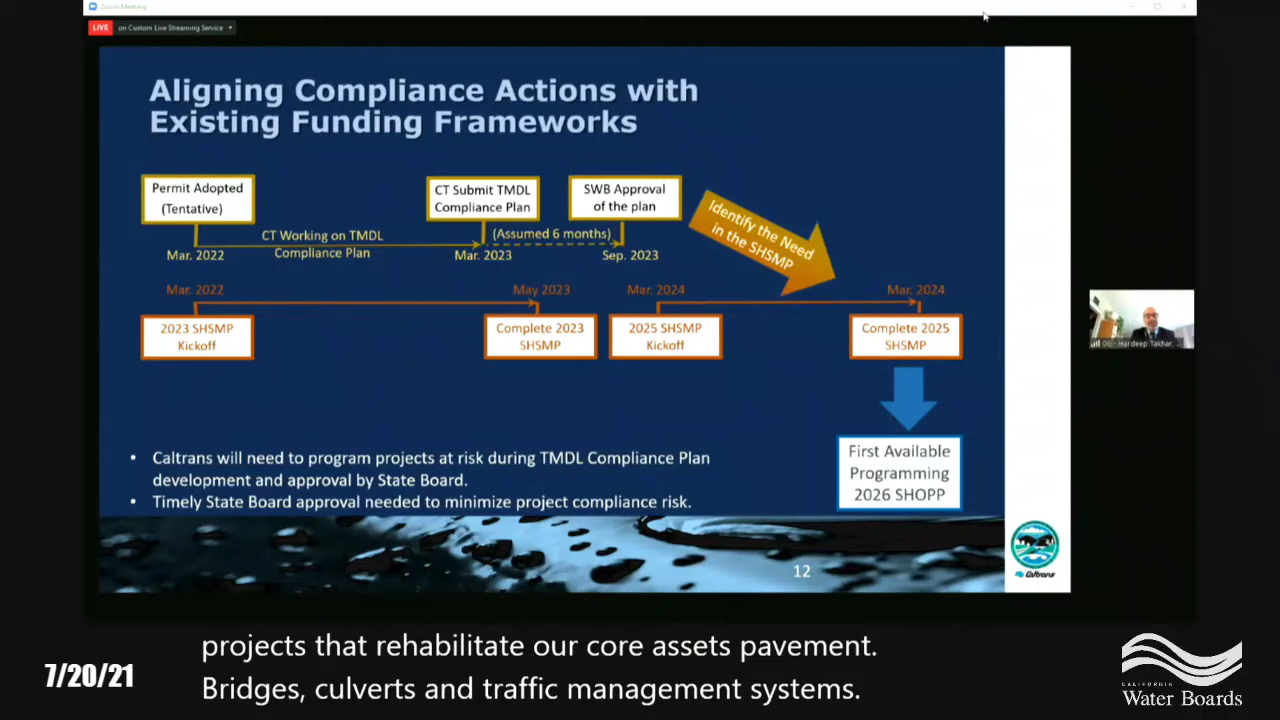 Zoom Meeting
LIVE
on Custom Live Streaming Service
Aligning Compliance Actions with
Existing Funding Frameworks
Permit Adopted
(Tentative)
CT Submit TMDL
Compliance Plan
SWB Approval
of the plan
Identify the Need
in the SHSMP
CT Working on TMDL
Compliance Plan
(Assumed 6 months)
Mar. 2022
Mar. 2023
Sep. 2023
Mar. 2022
May 2023
Mar. 2024
Mar. 2024
2023 SHSMP
Kickoff
Complete 2023
SHSMP
2025 SHSMP
Kickoff
Complete 2025
SHSMP
First Available
Programming
2026 SHOPP
• Caltrans will need to program projects at risk during TMDL Compliance Plan
development and approval by State Board.
• Timely State Board approval needed to minimize project compliance risk.
12
Caltrans
Hardeep Takhar
projects that rehabilitate our core assets pavement.
Bridges, culverts and traffic management systems.
7/20/21
CALIFORNIA
Water Boards